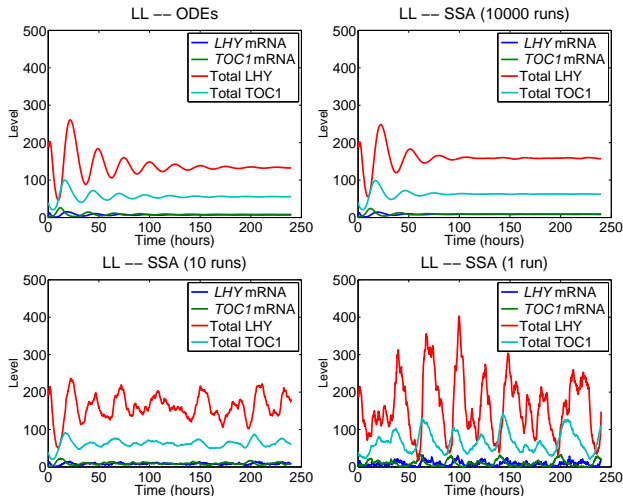 LL −− ODEs
500
400
300
200
100
0
Level
0 50 100 150 200 250
Time (hours)
LHY mRNA
TOC1 mRNA
Total LHY
Total TOC1
LL −− SSA (10000 runs)
500
400
300
200
100
0
Level
0 50 100 150 200 250
Time (hours)
LHY mRNA
TOC1 mRNA
Total LHY
Total TOC1
LL −− SSA (10 runs)
500
400
300
200
100
0
Level
0 50 100 150 200 250
Time (hours)
LHY mRNA
TOC1 mRNA
Total LHY
Total TOC1
LL −− SSA (1 run)
500
400
300
200
100
0
Level
0 50 100 150 200 250
Time (hours)
LHY mRNA
TOC1 mRNA
Total LHY
Total TOC1